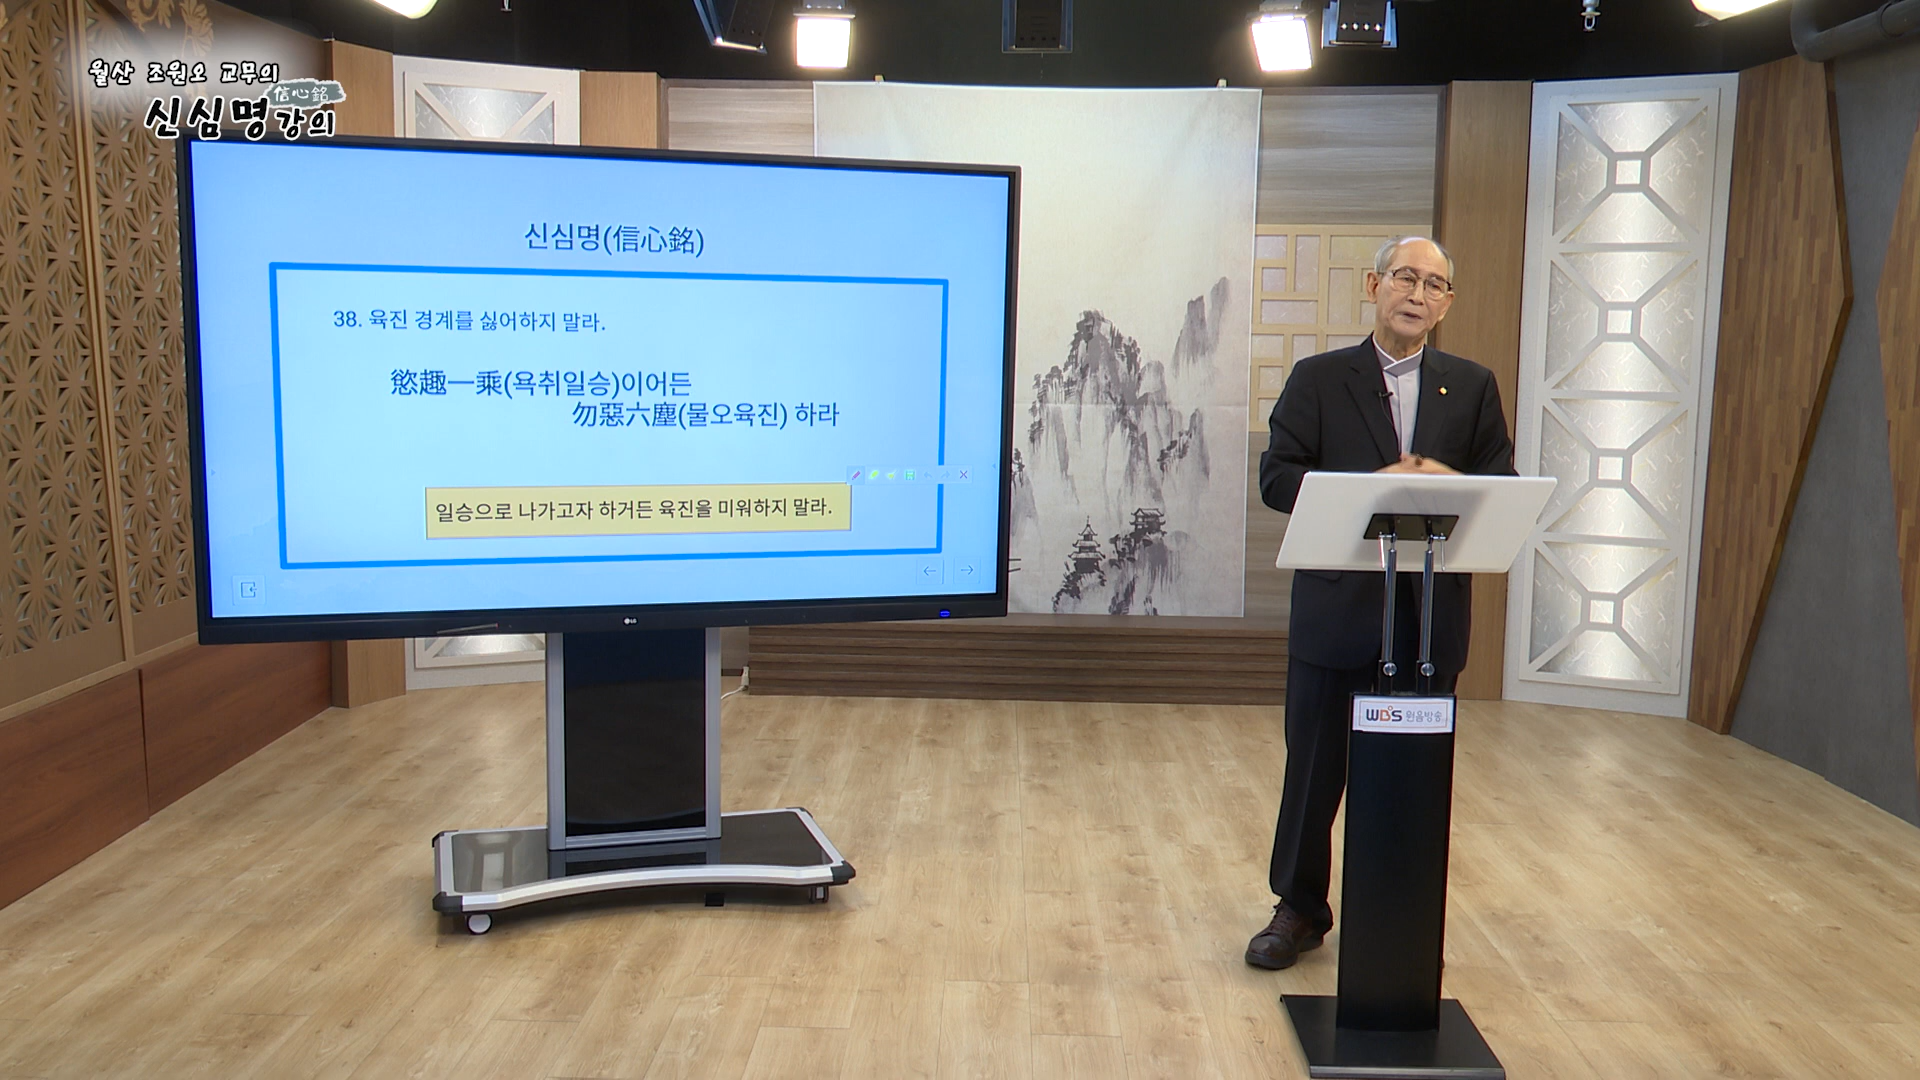 월산 조원오 교무의
신심명 강의
信心銘
신심명(信心銘)
38. 육진 경계를 싫어하지 말라.
慾趣一乘(욕취일승)이어든
勿惡六塵(물오육진) 하라
일승으로 나가고자 하거든 육진을 미워하지 말라.
LG
WBS 원음방송